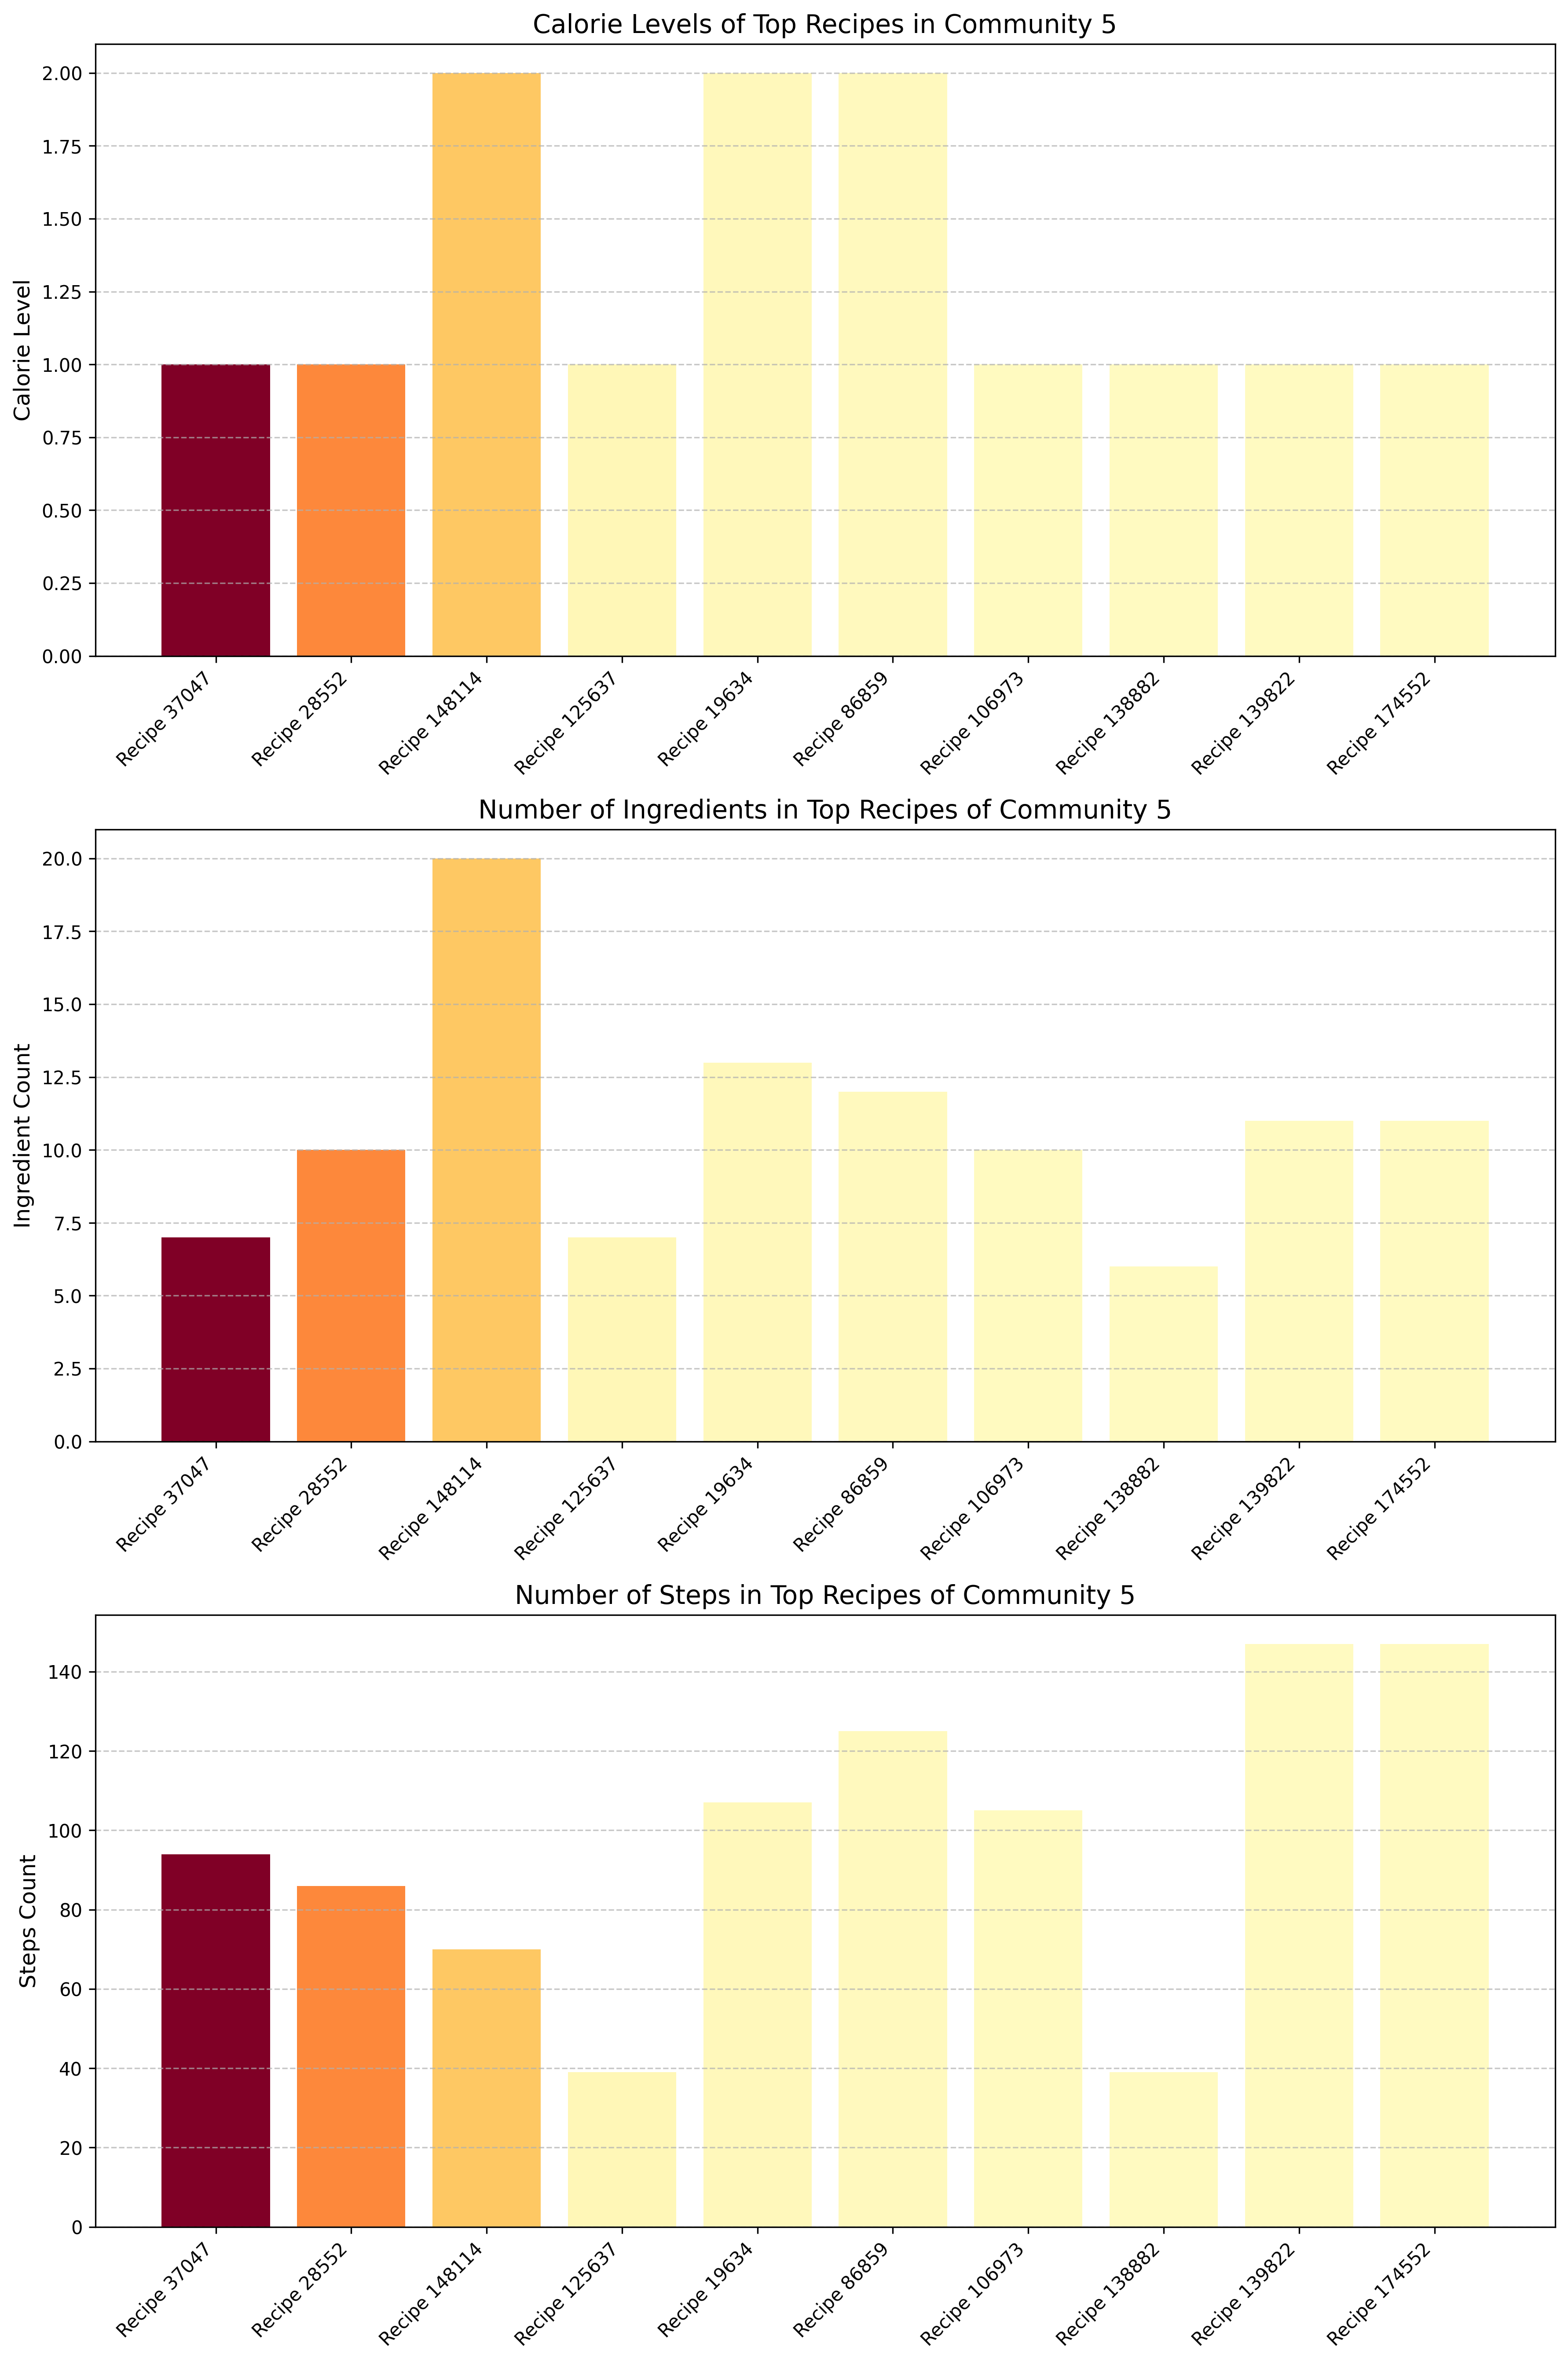 Calorie Levels of Top Recipes in Community 5
Calorie Level
2.00
1.75
1.50
1.25
1.00
0.75
0.50
0.25
0.00
Recipe 37047
Recipe 28552
Recipe 148114
Recipe 125637
Recipe 19634
Recipe 86859
Recipe 106973
Recipe 138882
Recipe 139822
Recipe 174552
Number of Ingredients in Top Recipes of Community 5
Ingredient Count
20.0
17.5
15.0
12.5
10.0
7.5
5.0
2.5
0.0
Recipe 37047
Recipe 28552
Recipe 148114
Recipe 125637
Recipe 19634
Recipe 86859
Recipe 106973
Recipe 138882
Recipe 139822
Recipe 174552
Number of Steps in Top Recipes of Community 5
Steps Count
140
120
100
80
60
40
20
0
Recipe 37047
Recipe 28552
Recipe 148114
Recipe 125637
Recipe 19634
Recipe 86859
Recipe 106973
Recipe 138882
Recipe 139822
Recipe 174552